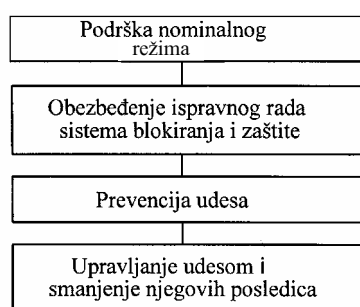 Podrška nominalnog
režima
Obezbeđenje ispravnog rada
sistema blokiranja i zaštite
Prevencija udesa
Upravljanje udesom i
smanjenje njegovih posledica